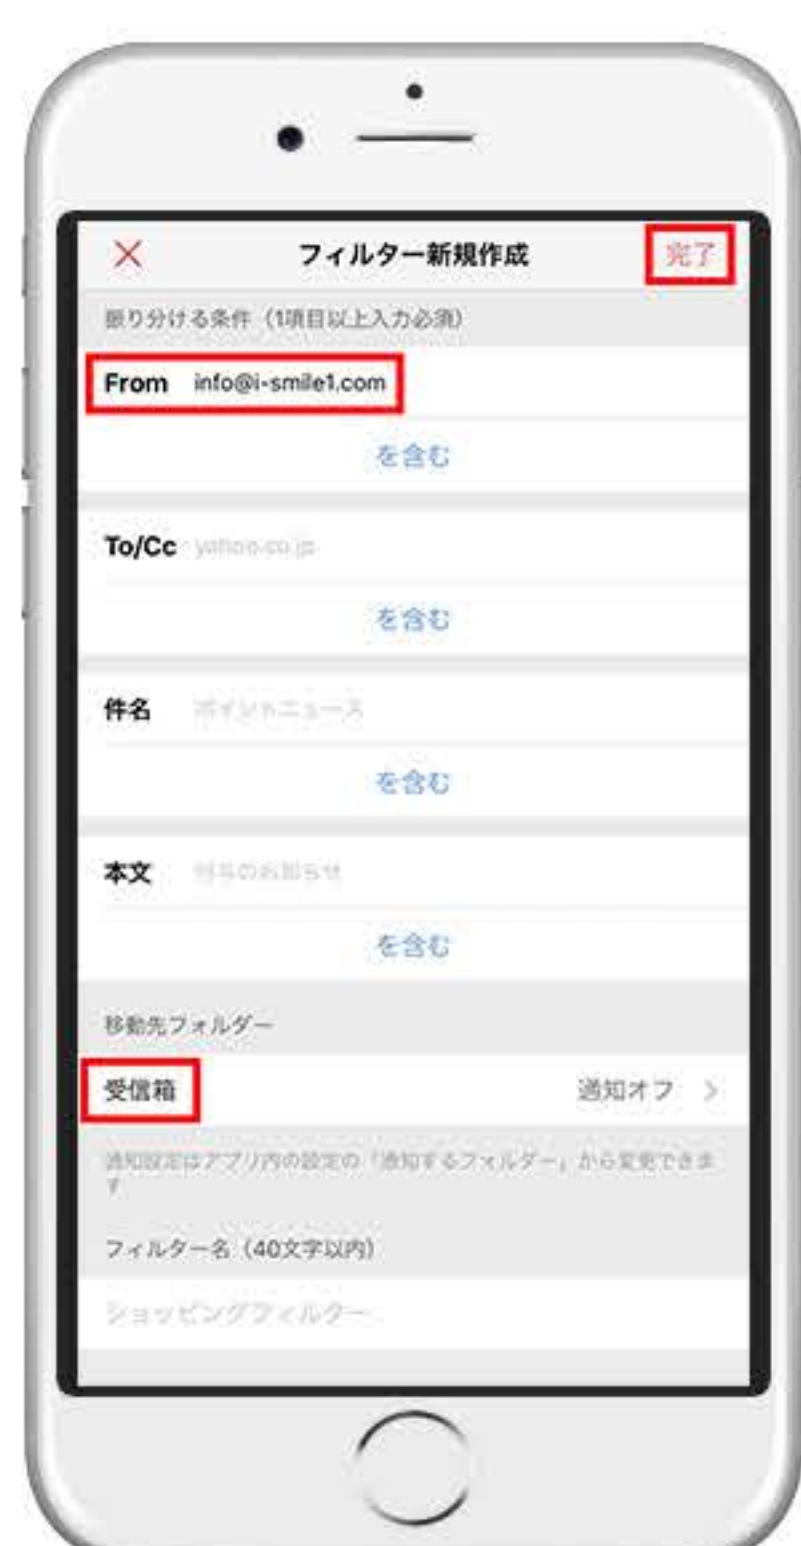 フィルター新規作成 完了
振り分ける条件（1項目以上入力必須）
From info@i-smile1.com
を含む
To/Cc yahoo.co.jp
を含む
件名 ポイントニュース
を含む
本文
を含む
移動先フォルダー
受信箱 通知オフ
通知設定はアプリ内の設定の「通知するフォルダー」から変更できま
す
フィルター名（40文字以内）
ショッピングフィルター